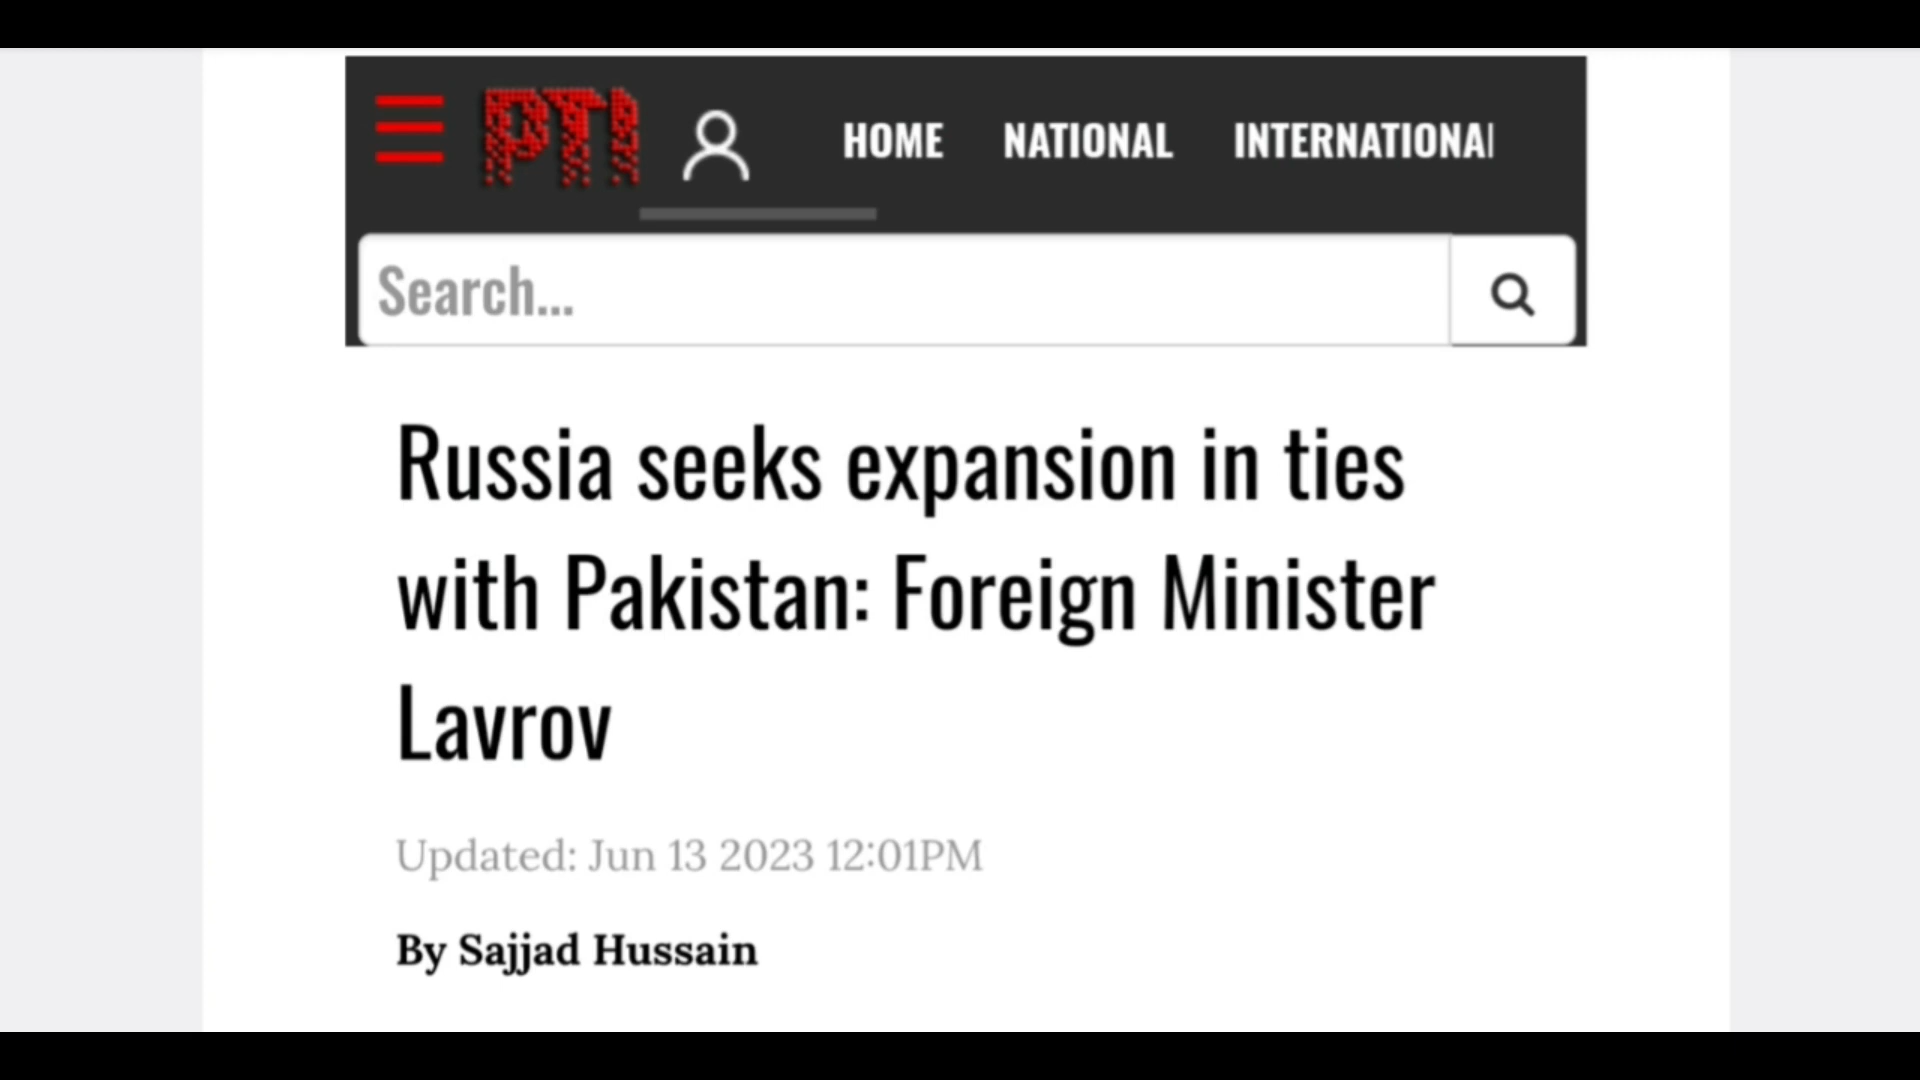 PTI
HOME NATIONAL INTERNATIONAL
Search...
Russia seeks expansion in ties
with Pakistan: Foreign Minister
Lavrov
Updated: Jun 13 2023 12:01PM
By Sajjad Hussain